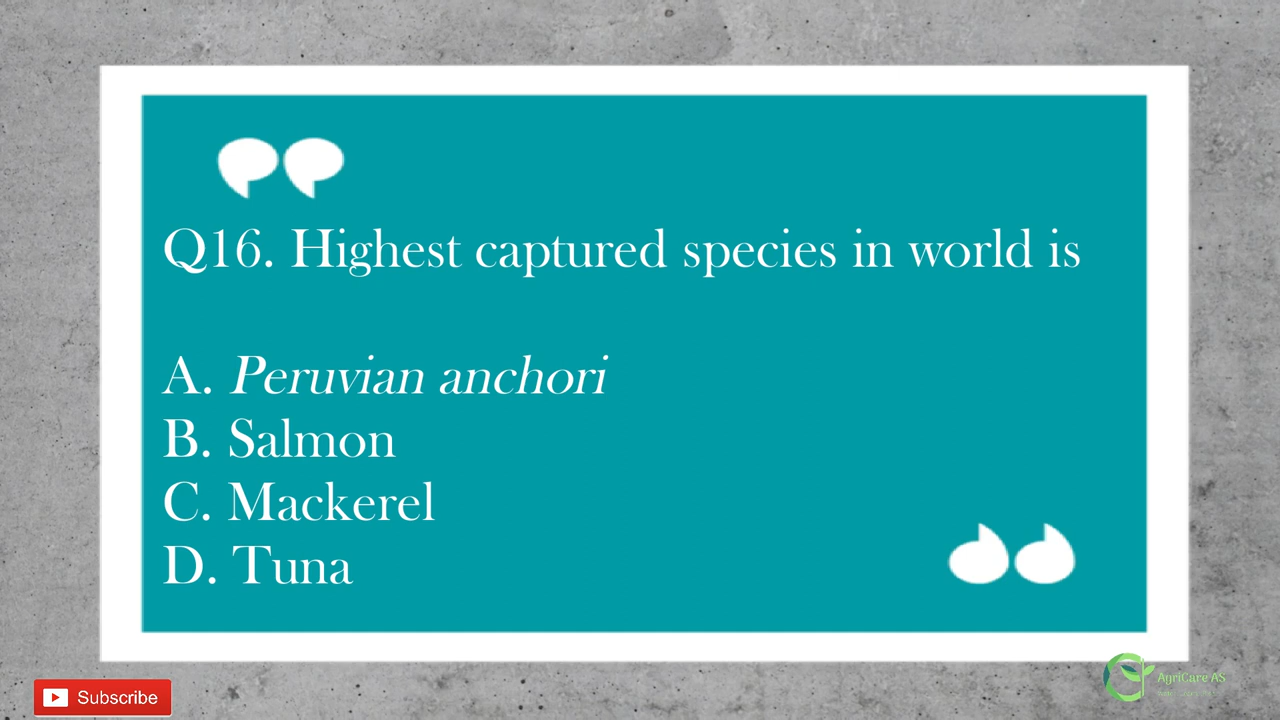 Q16. Highest captured species in world is
A. Peruvian anchori
B. Salmon
C. Mackerel
D. Tuna
Subscribe
AgriCare AS